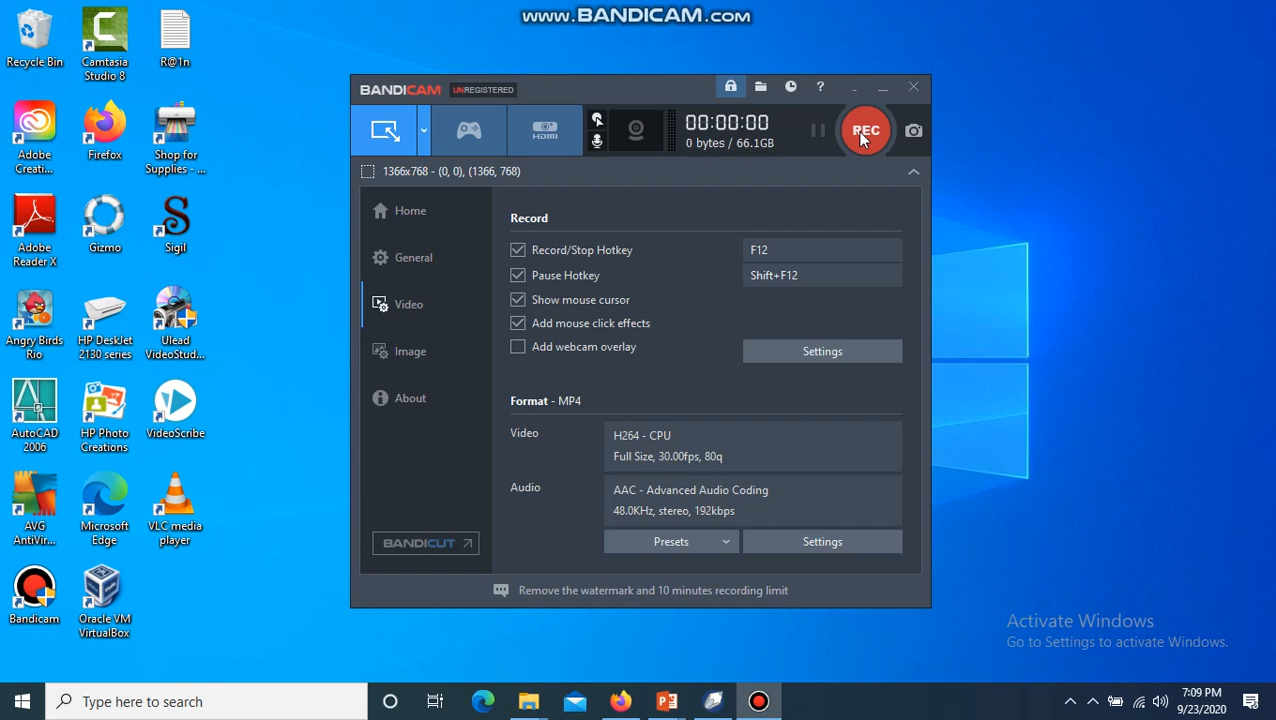 www.BANDICAM.com
Recycle Bin
Camtasia
Studio 8
R@1n
Adobe
Creati...
Firefox
Shop for
Supplies - ...
Adobe
Reader X
Gizmo
Sigil
Angry Birds
Rio
HP DeskJet
2130 series
Ulead
VideoStud...
AutoCAD
2006
HP Photo
Creations
VideoScribe
AVG
AntiVir...
Microsoft
Edge
VLC media
player
Bandicam
Oracle VM
VirtualBox
BANDICAM UNREGISTERED
?
HDMI
00:00:00
0 bytes / 66.1GB
REC
1366x768 - (0, 0), (1366, 768)
Home
General
Video
Image
About
BANDICUT
Record
Record/Stop Hotkey F12
Pause Hotkey Shift+F12
Show mouse cursor
Add mouse click effects
Add webcam overlay Settings
Format - MP4
Video H264 - CPU
Full Size, 30.00fps, 80q
Audio AAC - Advanced Audio Coding
48.0KHz, stereo, 192kbps
Presets Settings
Remove the watermark and 10 minutes recording limit
Activate Windows
Go to Settings to activate Windows.
Type here to search
7:09 PM
9/23/2020